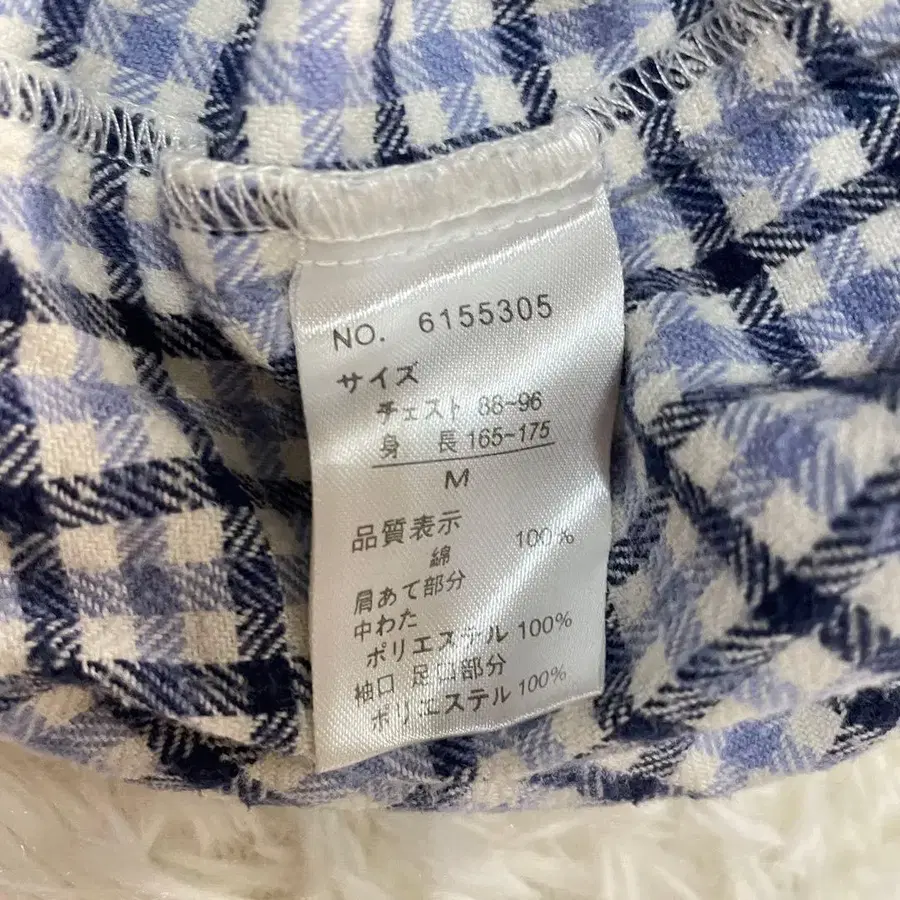 NO. 6155305
サイズ
チェスト 88~96
身 長 165~175
M
品質表示
綿 100%
肩あて部分
中わた
ポリエステル 100%
袖口 足口部分
ポリエステル 100%